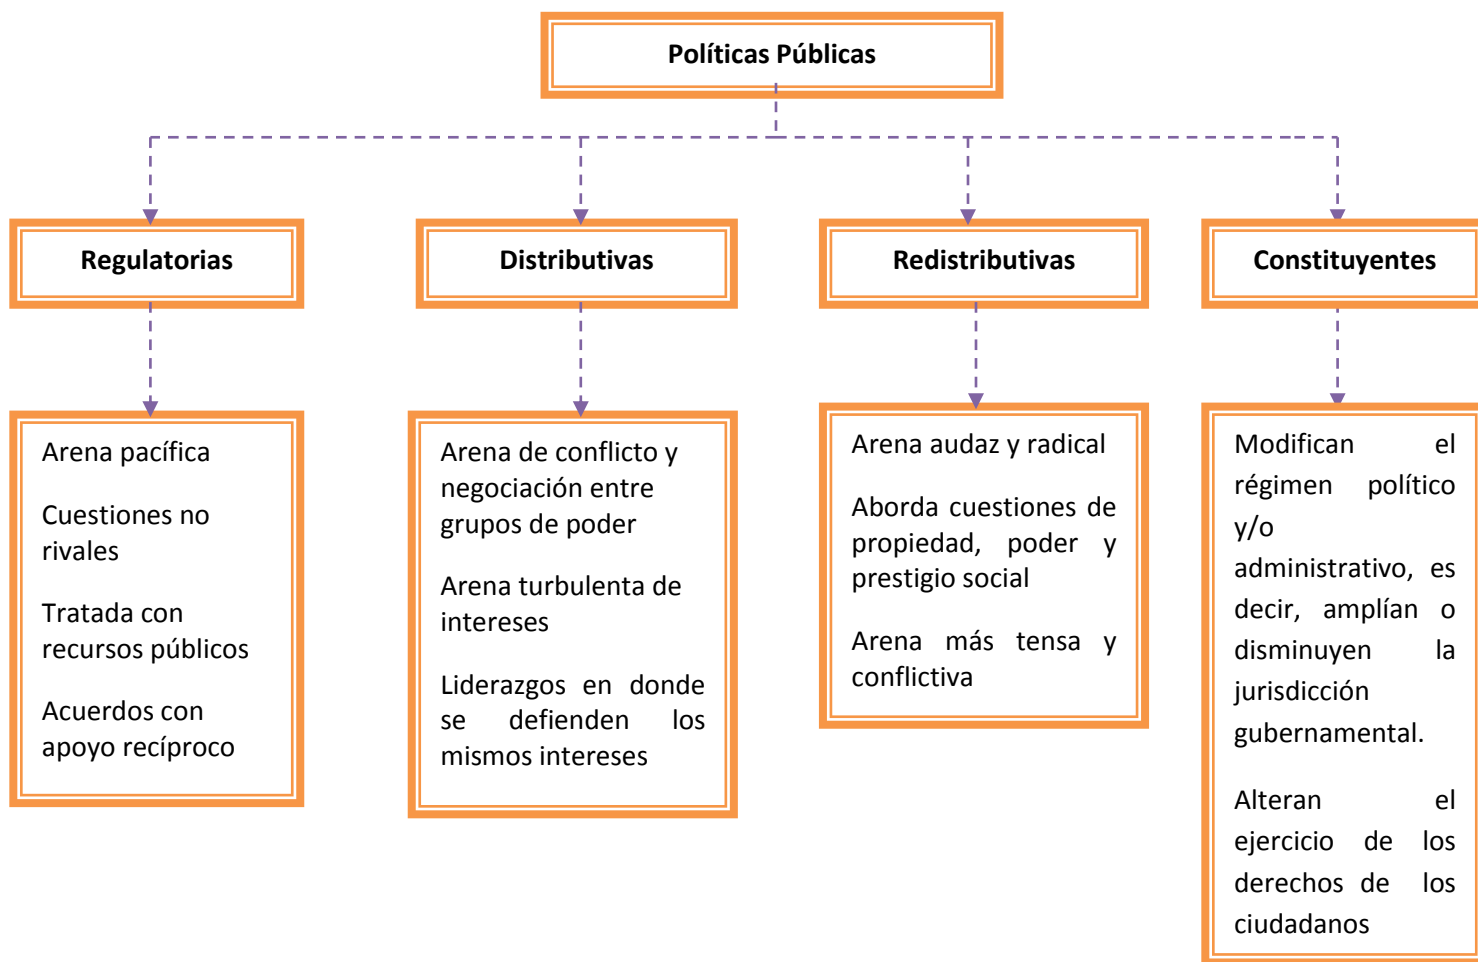 Políticas Públicas
Regulatorias
Distributivas
Redistributivas
Constituyentes
Arena pacífica
Cuestiones no
rivales
Tratada con
recursos públicos
Acuerdos con
apoyo recíproco
Arena de conflicto y
negociación entre
grupos de poder
Arena turbulenta de
intereses
Liderazgos en donde
se defienden los
mismos intereses
Arena audaz y radical
Aborda cuestiones de
propiedad, poder y
prestigio social
Arena más tensa y
conflictiva
Modifican el
régimen político
y/o
administrativo, es
decir, amplían o
disminuyen la
jurisdicción
gubernamental.
Alteran el
ejercicio de los
derechos de los
ciudadanos